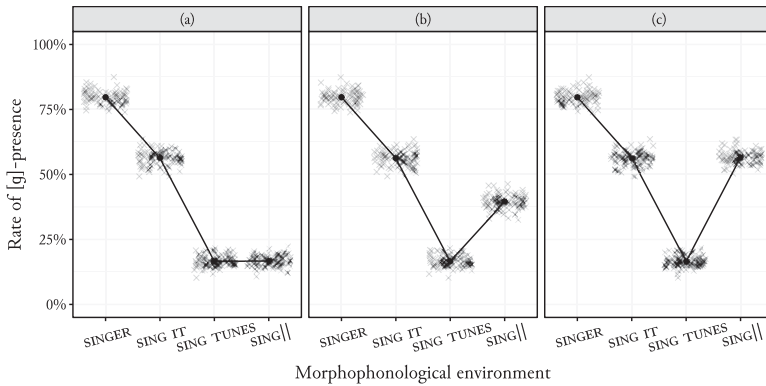 (a) (b) (c)
100%
75%
50%
25%
0%
Rate of [g]-presence
SINGER SING IT SING TUNES SING|| SINGER SING IT SING TUNES SING|| SINGER SING IT SING TUNES SING||
Morphophonological environment